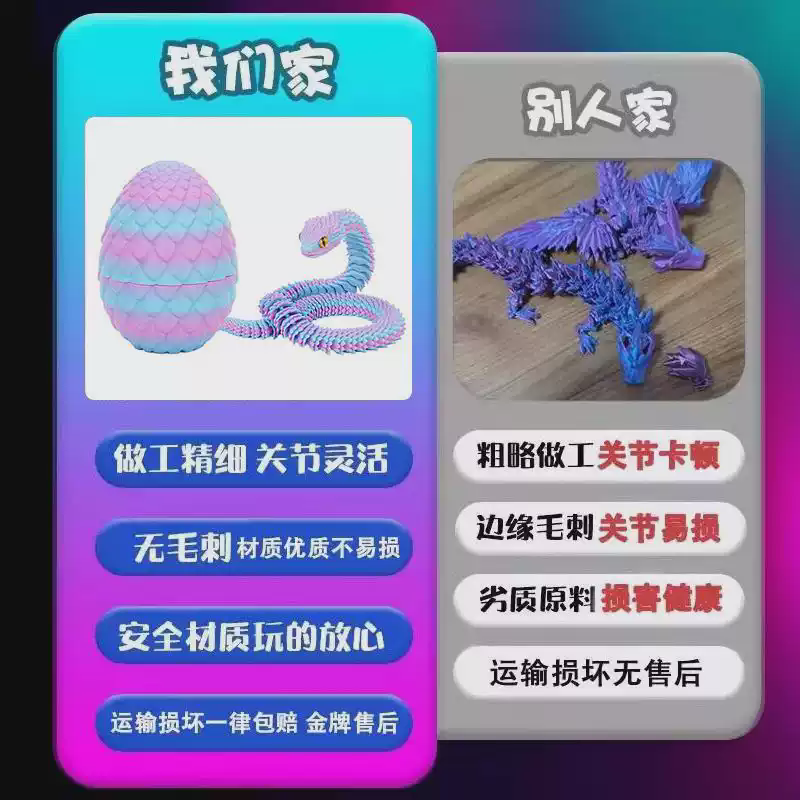 我们家
做工精细 关节灵活
无毛刺 材质优质不易损
安全材质玩的放心
运输损坏一律包赔 金牌售后
别人家
粗略做工关节卡顿
边缘毛刺关节易损
劣质原料损害健康
运输损坏无售后